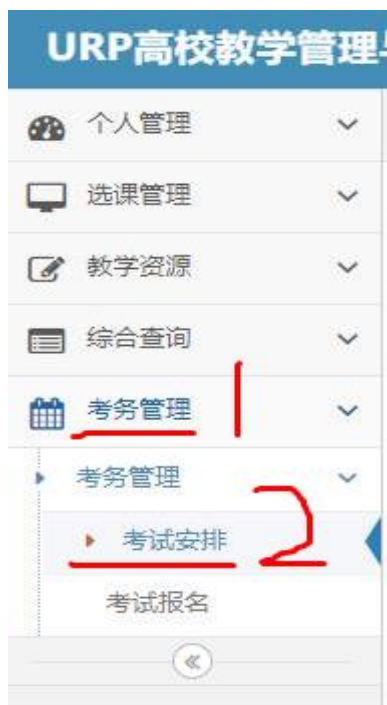 URP高校教学管理
个人管理
选课管理
教学资源
综合查询
考务管理 1
考务管理
考试安排 2
考试报名